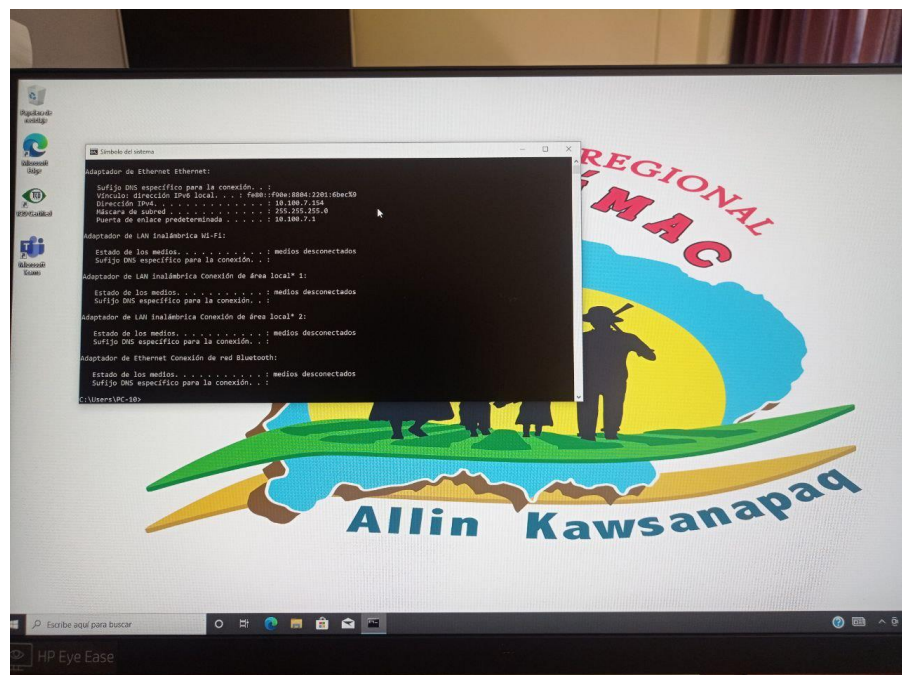 Papelera de
reciclaje
Microsoft
Edge
Microsoft
Teams
Símbolo del sistema
Adaptador de Ethernet Ethernet:
Sufijo DNS específico para la conexión. . :
Vínculo: dirección IPv6 local. . . : fe80::f90e:8804:2201:6bec%9
Dirección IPv4. . . . . . . . . . . . . . : 10.100.7.154
Máscara de subred . . . . . . . . . . . . : 255.255.255.0
Puerta de enlace predeterminada . . . . . : 10.100.7.1
Adaptador de LAN inalámbrica Wi-Fi:
Estado de los medios. . . . . . . . . . . : medios desconectados
Sufijo DNS específico para la conexión. . :
Adaptador de LAN inalámbrica Conexión de área local* 1:
Estado de los medios. . . . . . . . . . . : medios desconectados
Sufijo DNS específico para la conexión. . :
Adaptador de LAN inalámbrica Conexión de área local* 2:
Estado de los medios. . . . . . . . . . . : medios desconectados
Sufijo DNS específico para la conexión. . :
Adaptador de Ethernet Conexión de red Bluetooth:
Estado de los medios. . . . . . . . . . . : medios desconectados
Sufijo DNS específico para la conexión. . :
C:\Users\PC-10>
REGIONAL
MAC
Allin Kawsanapaq
Escribe aquí para buscar
HP Eye Ease